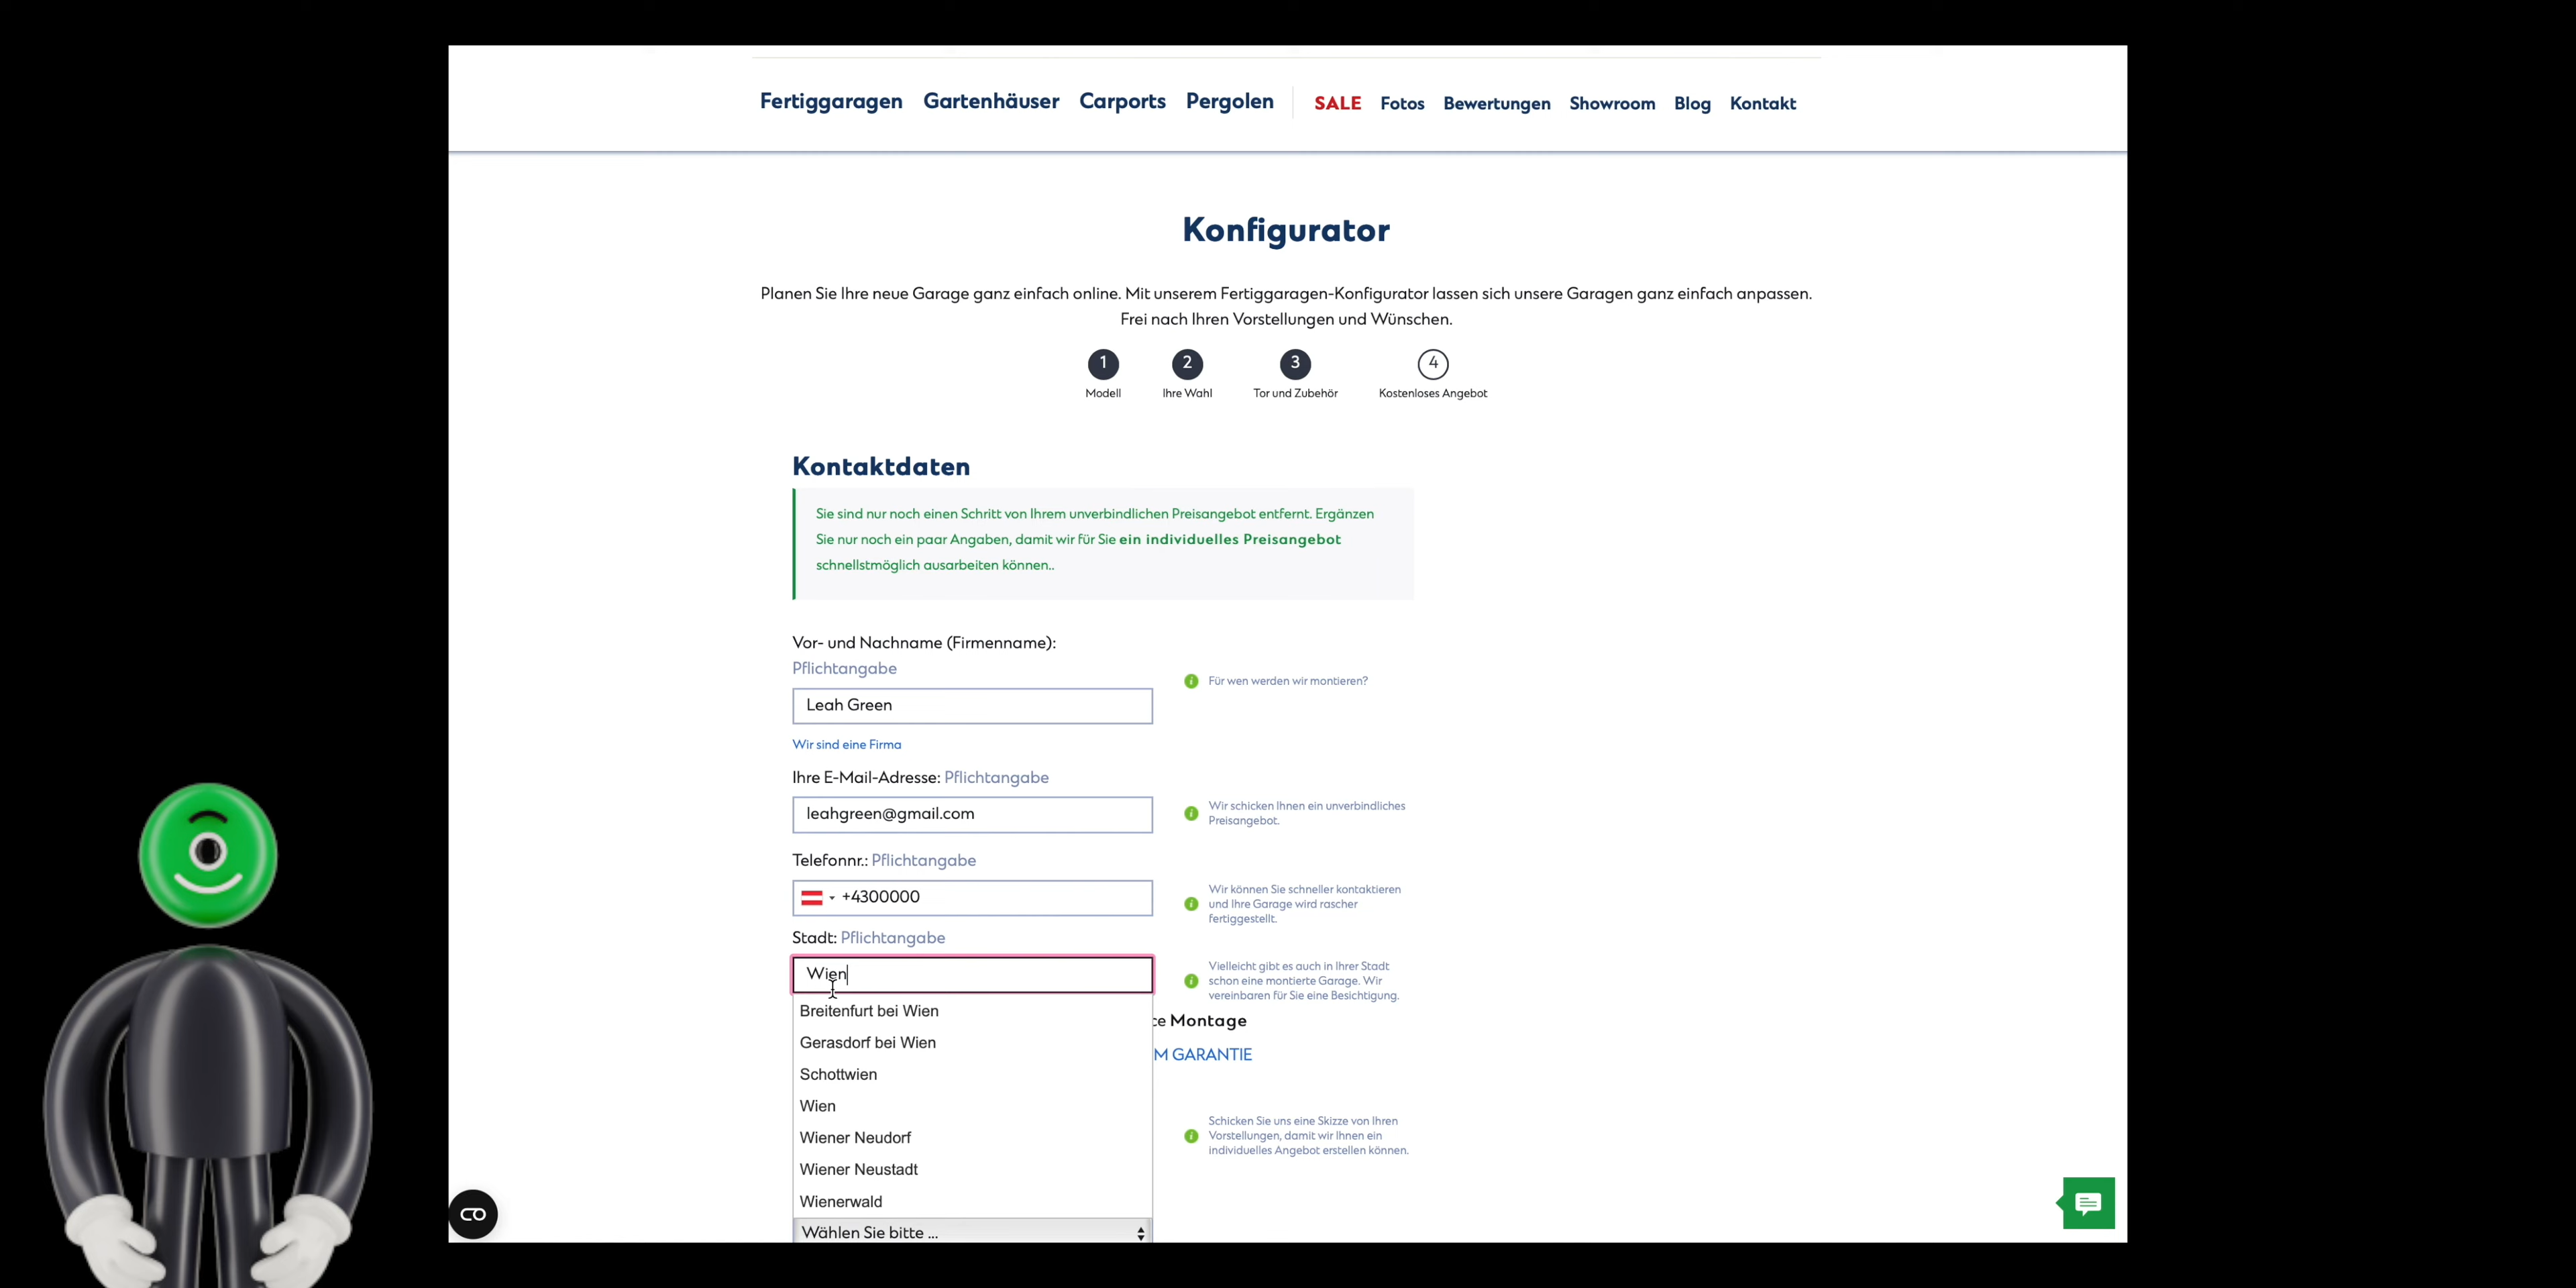 Fertiggaragen Gartenhäuser Carports Pergolen SALE Fotos Bewertungen Showroom Blog Kontakt
Konfigurator
Planen Sie Ihre neue Garage ganz einfach online. Mit unserem Fertiggaragen-Konfigurator lassen sich unsere Garagen ganz einfach anpassen.
Frei nach Ihren Vorstellungen und Wünschen.
1 2 3 4
Modell Ihre Wahl Tor und Zubehör Kostenloses Angebot
Kontaktdaten
Sie sind nur noch einen Schritt von Ihrem unverbindlichen Preisangebot entfernt. Ergänzen
Sie nur noch ein paar Angaben, damit wir für Sie ein individuelles Preisangebot
schnellstmöglich ausarbeiten können..
Vor- und Nachname (Firmenname):
Pflichtangabe
Für wen werden wir montieren?
Leah Green
Wir sind eine Firma
Ihre E-Mail-Adresse: Pflichtangabe
leahgreen@gmail.com
Wir schicken Ihnen ein unverbindliches
Preisangebot.
Telefonnr.: Pflichtangabe
+4300000
Wir können Sie schneller kontaktieren
und Ihre Garage wird rascher
fertiggestellt.
Stadt: Pflichtangabe
Wien
Vielleicht gibt es auch in Ihrer Stadt
schon eine montierte Garage. Wir
vereinbaren für Sie eine Besichtigung.
Breitenfurt bei Wien
ce Montage
Gerasdorf bei Wien
M GARANTIE
Schottwien
Wien
Wiener Neudorf
Wiener Neustadt
Wienerwald
Schicken Sie uns eine Skizze von Ihren
Vorstellungen, damit wir Ihnen ein
individuelles Angebot erstellen können.
Wählen Sie bitte ...